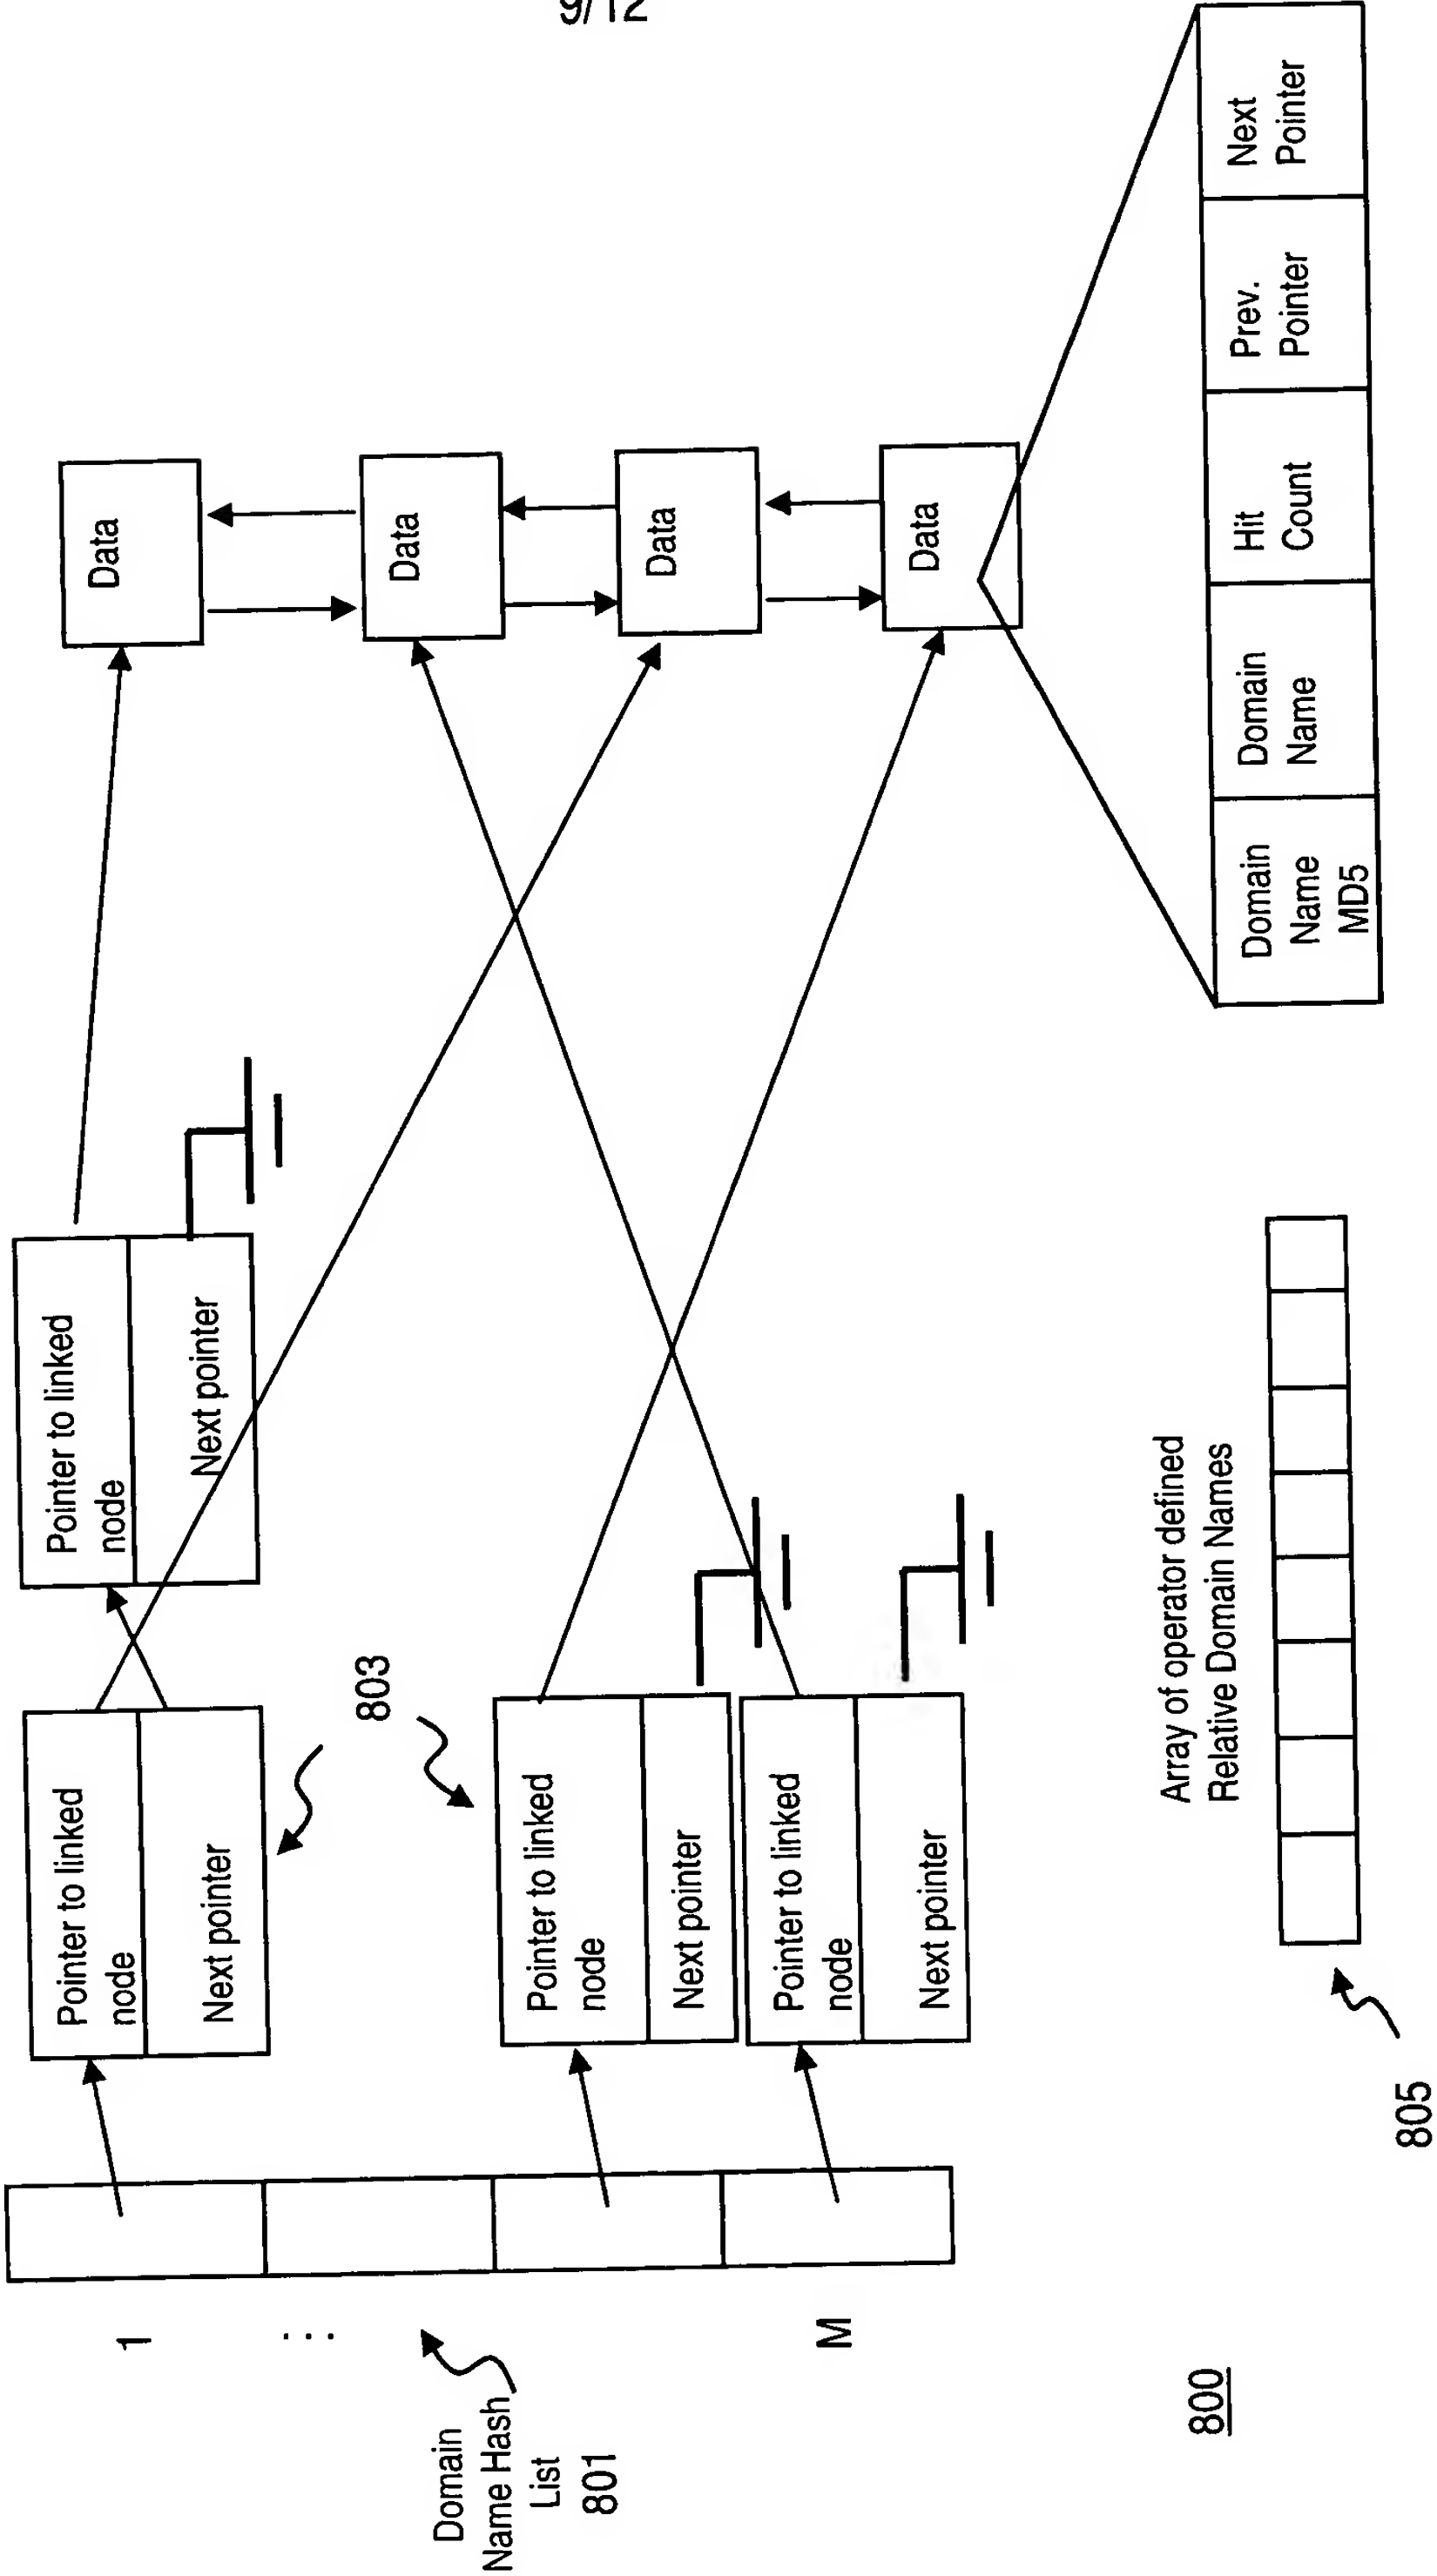 9/12
Domain
Name Hash
List
801
1
...
M
Pointer to linked
node
Next pointer
Pointer to linked
node
Next pointer
803
Pointer to linked
node
Next pointer
Pointer to linked
node
Next pointer
Data
Data
Data
Data
Domain
Name
MD5
Domain
Name
Hit
Count
Prev.
Pointer
Next
Pointer
Array of operator defined
Relative Domain Names
805
800